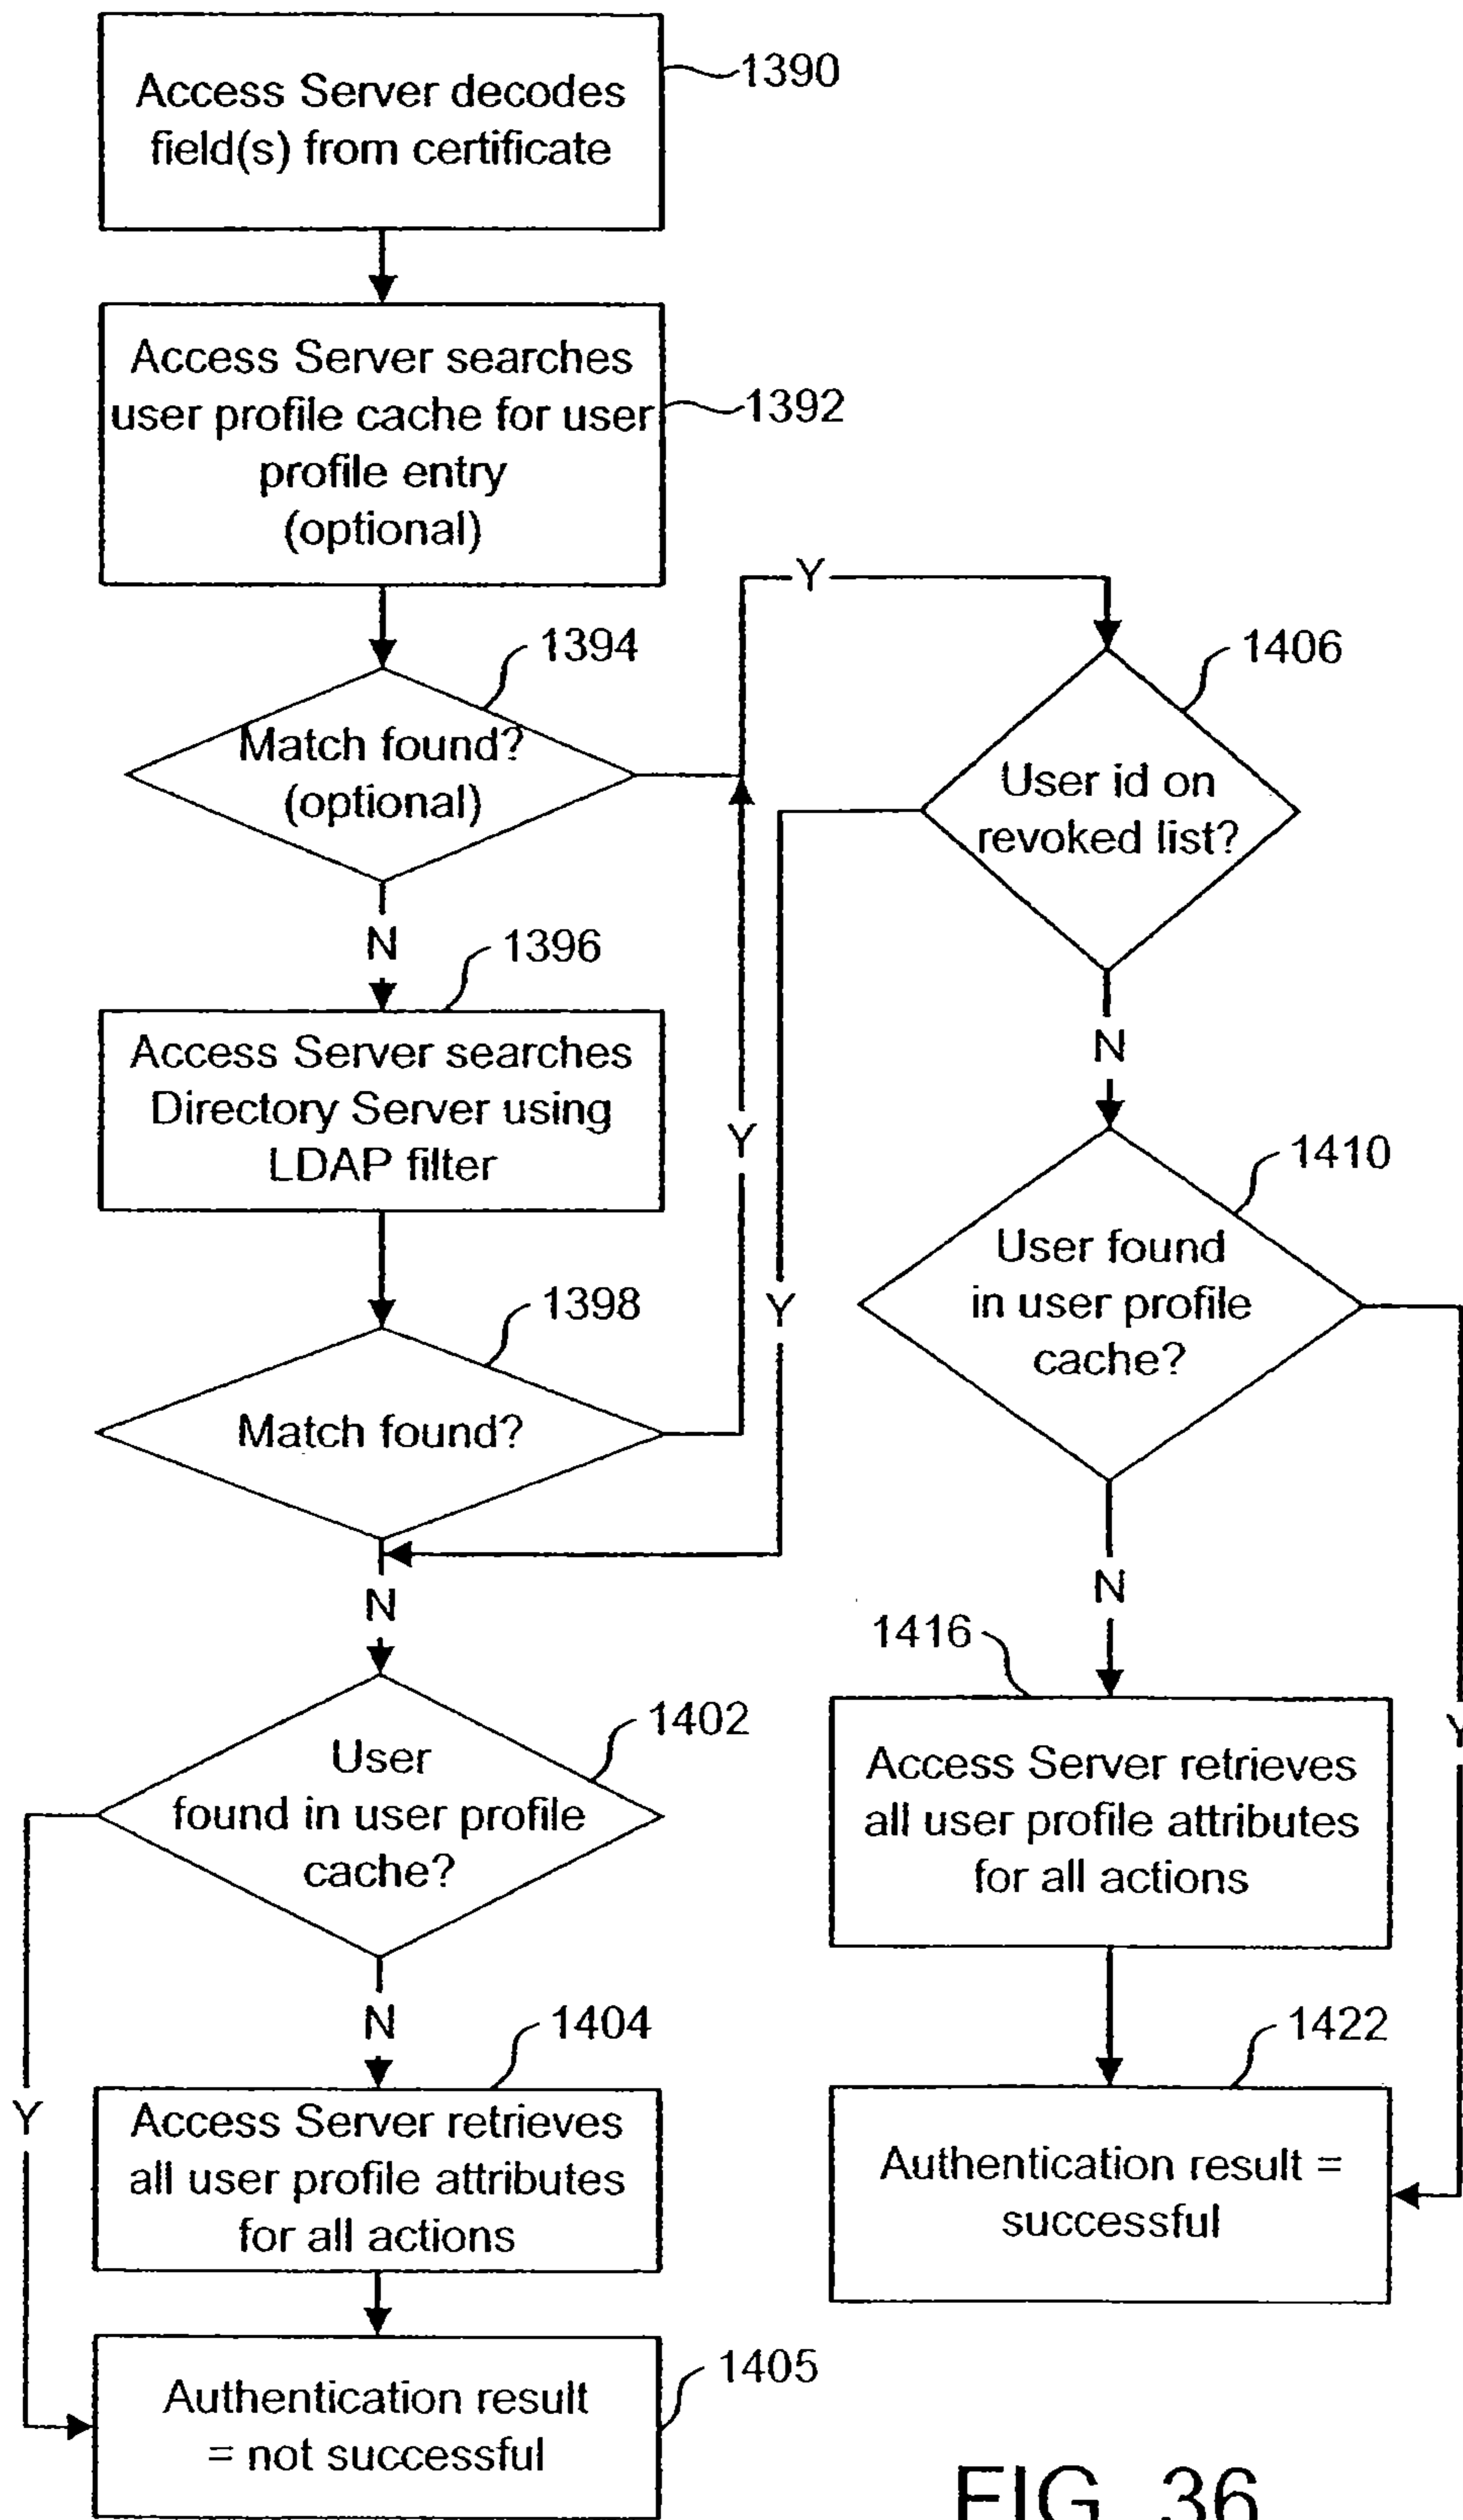 Access Server decodes
field(s) from certificate
1390
Access Server searches
user profile cache for user
profile entry
(optional)
1392
Y
1394
Match found?
(optional)
1406
User id on
revoked list?
N
1396
Access Server searches
Directory Server using
LDAP filter
N
Y
1410
User found
in user profile
cache?
1398
Match found?
Y
N
N
1416
Access Server retrieves
all user profile attributes
for all actions
Y
1402
User
found in user profile
cache?
N
1404
Access Server retrieves
all user profile attributes
for all actions
Y
1422
Authentication result =
successful
1405
Authentication result
= not successful
FIG. 36